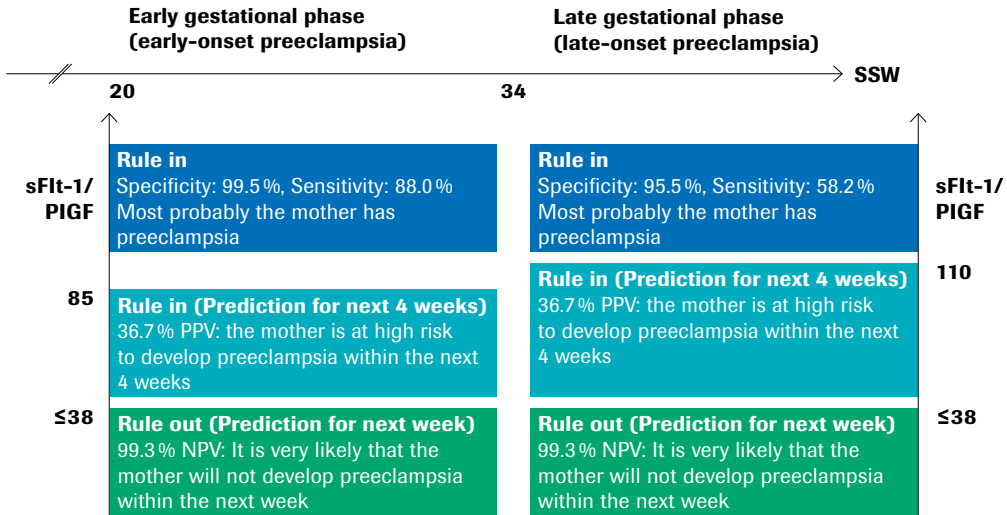 Early gestational phase
(early-onset preeclampsia)
Late gestational phase
(late-onset preeclampsia)
SSW
20
34
sFlt-1/
PlGF
Rule in
Specificity: 99.5 %, Sensitivity: 88.0 %
Most probably the mother has
preeclampsia
Rule in
Specificity: 95.5 %, Sensitivity: 58.2 %
Most probably the mother has
preeclampsia
sFlt-1/
PlGF
85
Rule in (Prediction for next 4 weeks)
36.7 % PPV: the mother is at high risk
to develop preeclampsia within the next
4 weeks
Rule in (Prediction for next 4 weeks)
36.7 % PPV: the mother is at high risk
to develop preeclampsia within the next
4 weeks
110
≤38
Rule out (Prediction for next week)
99.3 % NPV: It is very likely that the
mother will not develop preeclampsia
within the next week
Rule out (Prediction for next week)
99.3 % NPV: It is very likely that the
mother will not develop preeclampsia
within the next week
≤38